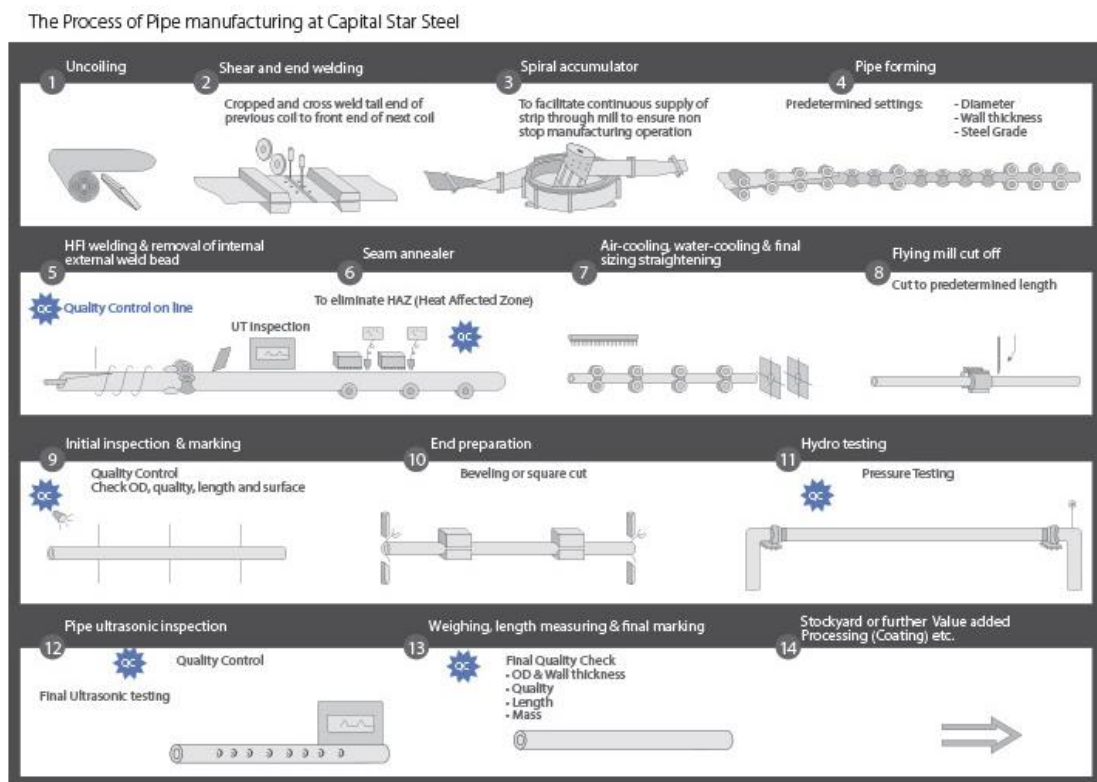 The Process of Pipe manufacturing at Capital Star Steel
1
Uncoiling
2
Shear and end welding
Cropped and cross weld tail end of
previous coil to front end of next coil
3
Spiral accumulator
To facilitate continuous supply of
strip through mill to ensure non
stop manufacturing operation
4
Pipe forming
Predetermined settings:
- Diameter
- Wall thickness
- Steel Grade
5
HFI welding & removal of internal
external weld bead
QC
Quality Control on line
UT inspection
6
Seam annealer
To eliminate HAZ (Heat Affected Zone)
QC
7
Air-cooling, water-cooling & final
sizing straightening
8
Flying mill cut off
Cut to predetermined length
9
Initial inspection & marking
QC
Quality Control
Check OD, quality, length and surface
10
End preparation
Beveling or square cut
11
Hydro testing
QC
Pressure Testing
12
Pipe ultrasonic inspection
QC
Quality Control
Final Ultrasonic testing
13
Weighing, length measuring & final marking
QC
Final Quality Check
• OD & Wall thickness
• Quality
• Length
• Mass
14
Stockyard or further Value added
Processing (Coating) etc.